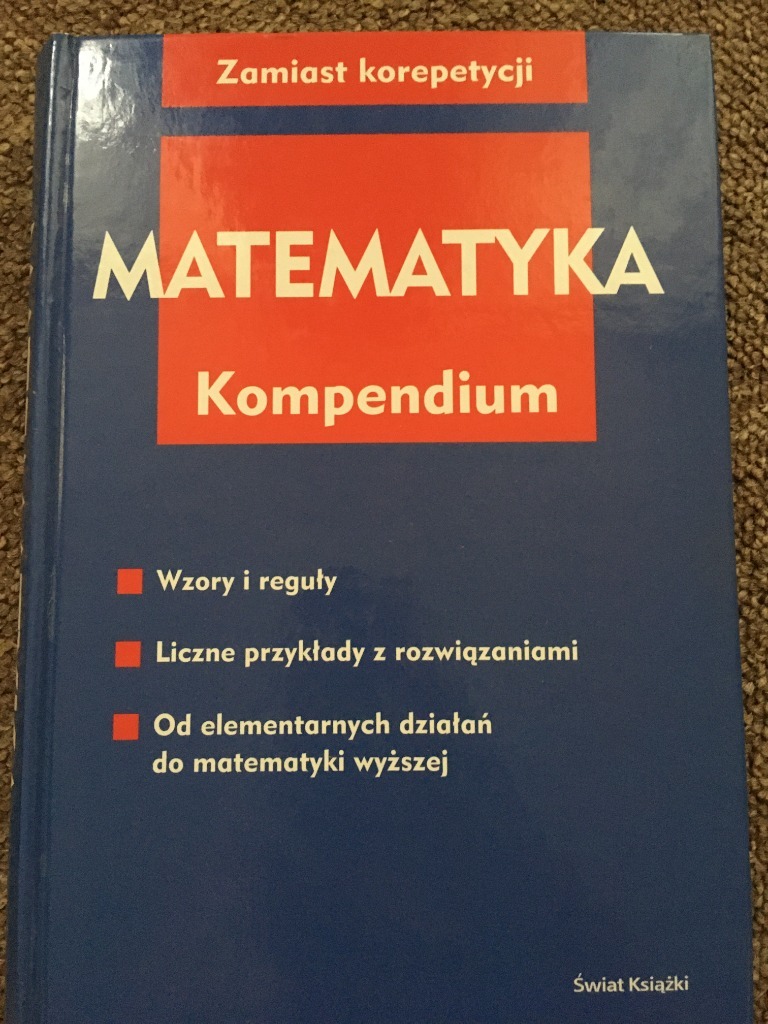 Zamiast korepetycji
MATEMATYKA
Kompendium
Wzory i reguły
Liczne przykłady z rozwiązaniami
Od elementarnych działań
do matematyki wyższej
Świat Książki